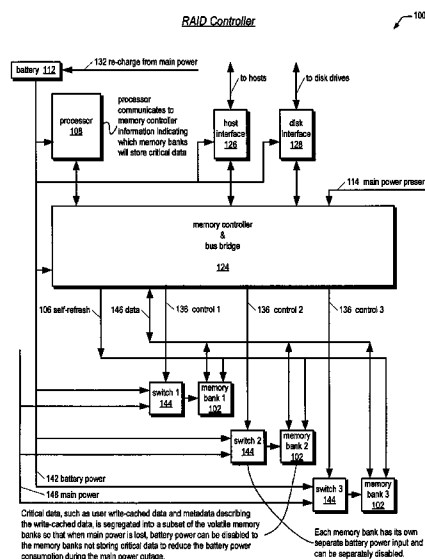 RAID Controller
100
battery 112
132 re-charge from main power
to hosts
to disk drives
processor
108
processor
communicates to
memory controller
information indicating
which memory banks
will store critical data
host
interface
126
disk
interface
128
114 main power present
memory controller
&
bus bridge
124
106 self-refresh
146 data
136 control 1
136 control 2
136 control 3
switch 1
144
memory
bank 1
102
switch 2
144
memory
bank 2
102
switch 3
144
memory
bank 3
102
142 battery power
148 main power
Critical data, such as user write-cached data and metadata describing
the write-cached data, is segregated into a subset of the volatile memory
banks so that when main power is lost, battery power can be disabled to
the memory banks not storing critical data to reduce the battery power
consumption during the main power outage.
Each memory bank has its own
separate battery power input and
can be separately disabled.